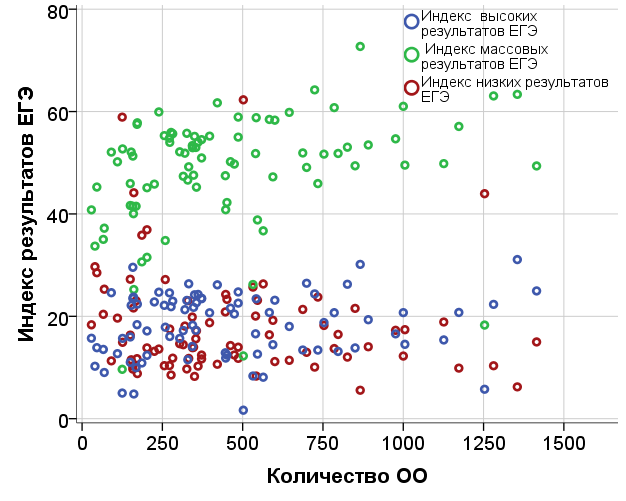 Индекс высоких
результатов ЕГЭ
Индекс массовых
результатов ЕГЭ
Индекс низких результатов
ЕГЭ
Индекс результатов ЕГЭ
80
60
40
20
0
0 250 500 750 1000 1250 1500
Количество ОО